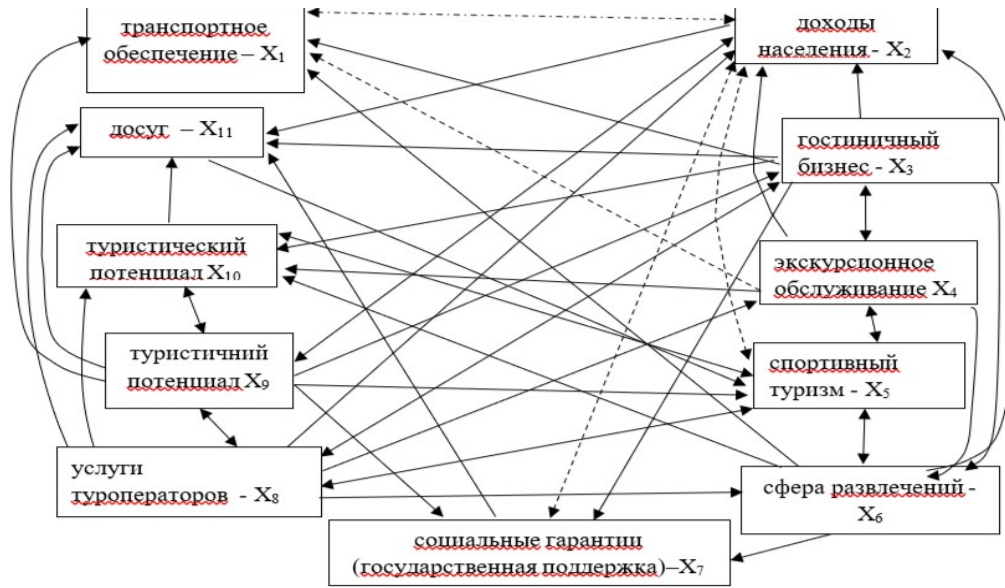 транспортное
обеспечение – X₁
доходы
населения - X₂
досуг – X₁₁
гостиничный
бизнес - X₃
туристический
потенциал X₁₀
экскурсионное
обслуживание X₄
туристичний
потенциал X₉
спортивный
туризм - X₅
услуги
туроператоров - X₈
сфера развлечений -
X₆
социальные гарантии
(государственная поддержка)–X₇